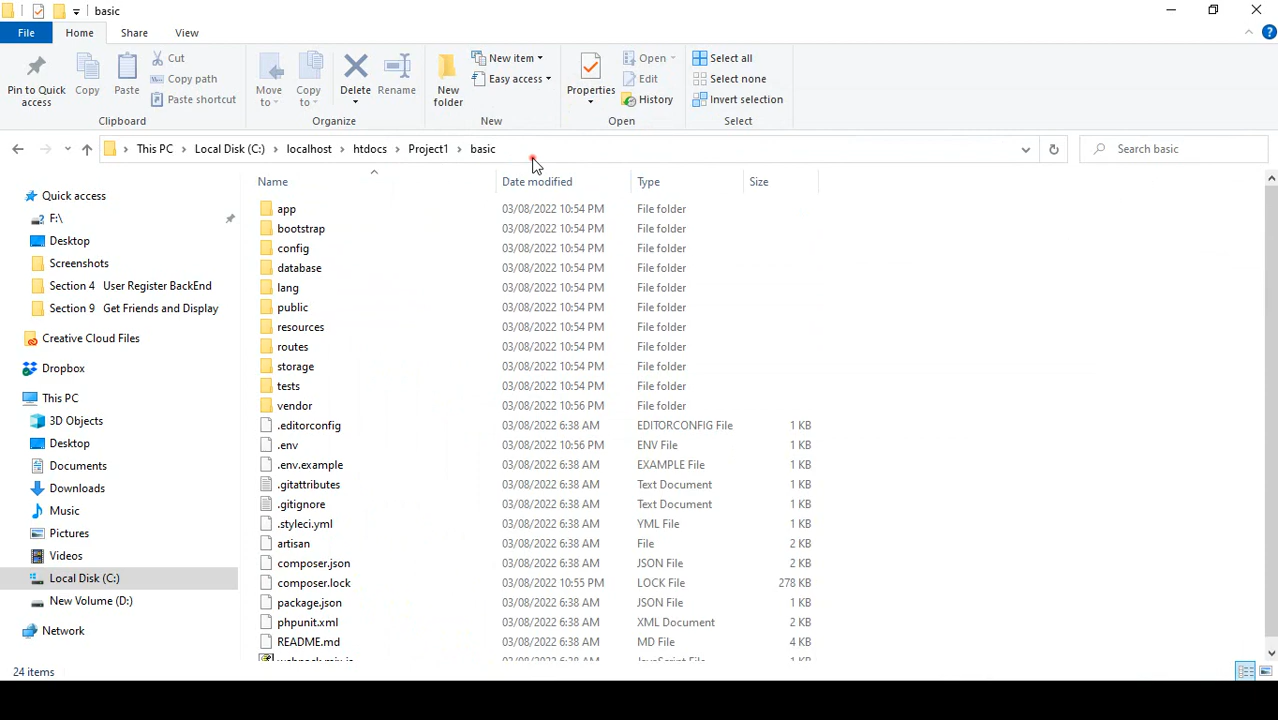 basic
File Home Share View
Pin to Quick access
Copy
Paste
Cut
Copy path
Paste shortcut
Clipboard
Move to
Copy to
Delete
Rename
Organize
New folder
New item
Easy access
New
Properties
Open
Edit
History
Open
Select all
Select none
Invert selection
Select
This PC > Local Disk (C:) > localhost > htdocs > Project1 > basic
Search basic
Quick access
F:\
Desktop
Screenshots
Section 4 User Register BackEnd
Section 9 Get Friends and Display
Creative Cloud Files
Dropbox
This PC
3D Objects
Desktop
Documents
Downloads
Music
Pictures
Videos
Local Disk (C:)
New Volume (D:)
Network
Name Date modified Type Size
app 03/08/2022 10:54 PM File folder
bootstrap 03/08/2022 10:54 PM File folder
config 03/08/2022 10:54 PM File folder
database 03/08/2022 10:54 PM File folder
lang 03/08/2022 10:54 PM File folder
public 03/08/2022 10:54 PM File folder
resources 03/08/2022 10:54 PM File folder
routes 03/08/2022 10:54 PM File folder
storage 03/08/2022 10:54 PM File folder
tests 03/08/2022 10:54 PM File folder
vendor 03/08/2022 10:56 PM File folder
.editorconfig 03/08/2022 6:38 AM EDITORCONFIG File 1 KB
.env 03/08/2022 10:56 PM ENV File 1 KB
.env.example 03/08/2022 6:38 AM EXAMPLE File 1 KB
.gitattributes 03/08/2022 6:38 AM Text Document 1 KB
.gitignore 03/08/2022 6:38 AM Text Document 1 KB
.styleci.yml 03/08/2022 6:38 AM YML File 1 KB
artisan 03/08/2022 6:38 AM File 2 KB
composer.json 03/08/2022 6:38 AM JSON File 2 KB
composer.lock 03/08/2022 10:55 PM LOCK File 278 KB
package.json 03/08/2022 6:38 AM JSON File 1 KB
phpunit.xml 03/08/2022 6:38 AM XML Document 2 KB
README.md 03/08/2022 6:38 AM MD File 4 KB
24 items